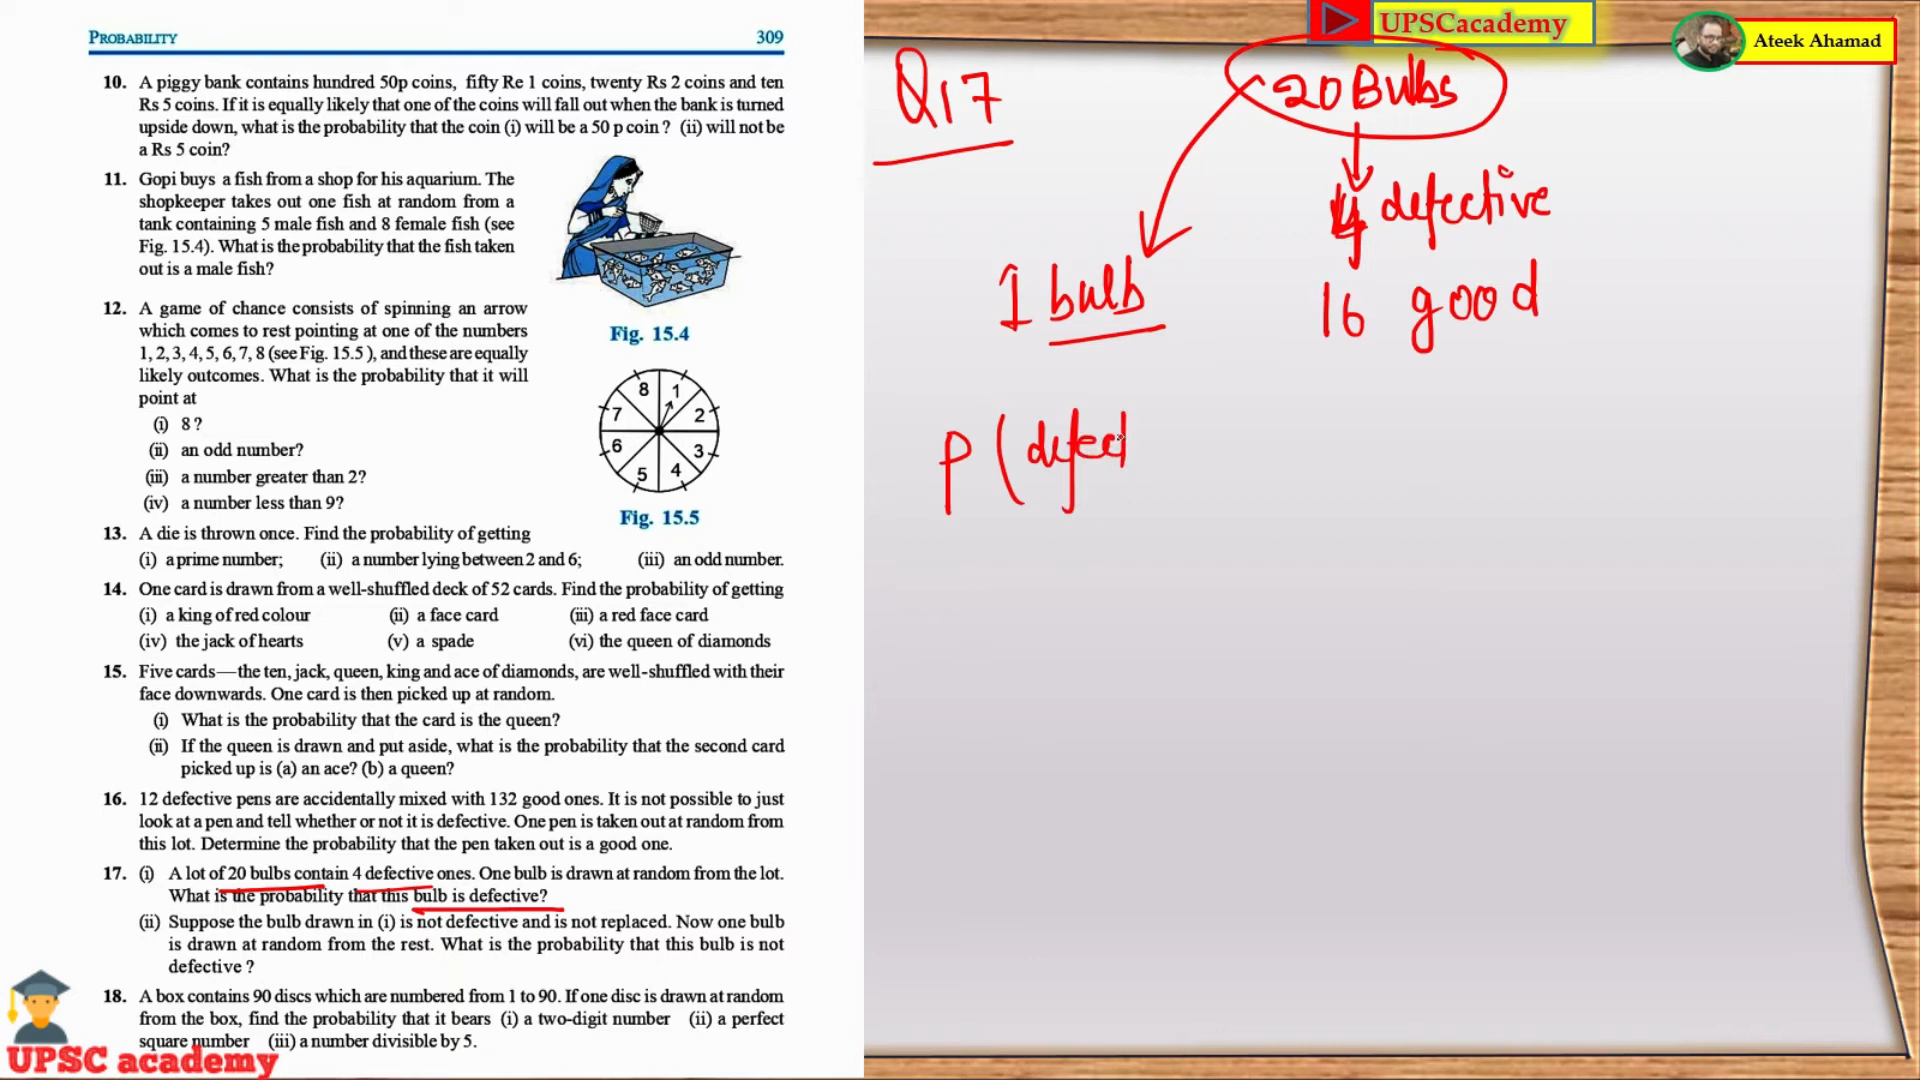 PROBABILITY 309
10. A piggy bank contains hundred 50p coins, fifty Re 1 coins, twenty Rs 2 coins and ten
Rs 5 coins. If it is equally likely that one of the coins will fall out when the bank is turned
upside down, what is the probability that the coin (i) will be a 50 p coin ? (ii) will not be
a Rs 5 coin?
11. Gopi buys a fish from a shop for his aquarium. The
shopkeeper takes out one fish at random from a
tank containing 5 male fish and 8 female fish (see
Fig. 15.4). What is the probability that the fish taken
out is a male fish?
Fig. 15.4
12. A game of chance consists of spinning an arrow
which comes to rest pointing at one of the numbers
1, 2, 3, 4, 5, 6, 7, 8 (see Fig. 15.5 ), and these are equally
likely outcomes. What is the probability that it will
point at
(i) 8 ?
(ii) an odd number?
(iii) a number greater than 2?
(iv) a number less than 9?
8 1
7 2
6 3
5 4
Fig. 15.5
13. A die is thrown once. Find the probability of getting
(i) a prime number; (ii) a number lying between 2 and 6; (iii) an odd number.
14. One card is drawn from a well-shuffled deck of 52 cards. Find the probability of getting
(i) a king of red colour (ii) a face card (iii) a red face card
(iv) the jack of hearts (v) a spade (vi) the queen of diamonds
15. Five cards—the ten, jack, queen, king and ace of diamonds, are well-shuffled with their
face downwards. One card is then picked up at random.
(i) What is the probability that the card is the queen?
(ii) If the queen is drawn and put aside, what is the probability that the second card
picked up is (a) an ace? (b) a queen?
16. 12 defective pens are accidentally mixed with 132 good ones. It is not possible to just
look at a pen and tell whether or not it is defective. One pen is taken out at random from
this lot. Determine the probability that the pen taken out is a good one.
17. (i) A lot of 20 bulbs contain 4 defective ones. One bulb is drawn at random from the lot.
What is the probability that this bulb is defective?
(ii) Suppose the bulb drawn in (i) is not defective and is not replaced. Now one bulb
is drawn at random from the rest. What is the probability that this bulb is not
defective ?
18. A box contains 90 discs which are numbered from 1 to 90. If one disc is drawn at random
from the box, find the probability that it bears (i) a two-digit number (ii) a perfect
square number (iii) a number divisible by 5.
UPSC academy
UPSCacademy
Ateek Ahamad
Q17
20 Bulbs
4 defective
1 bulb
16 good
P ( defect